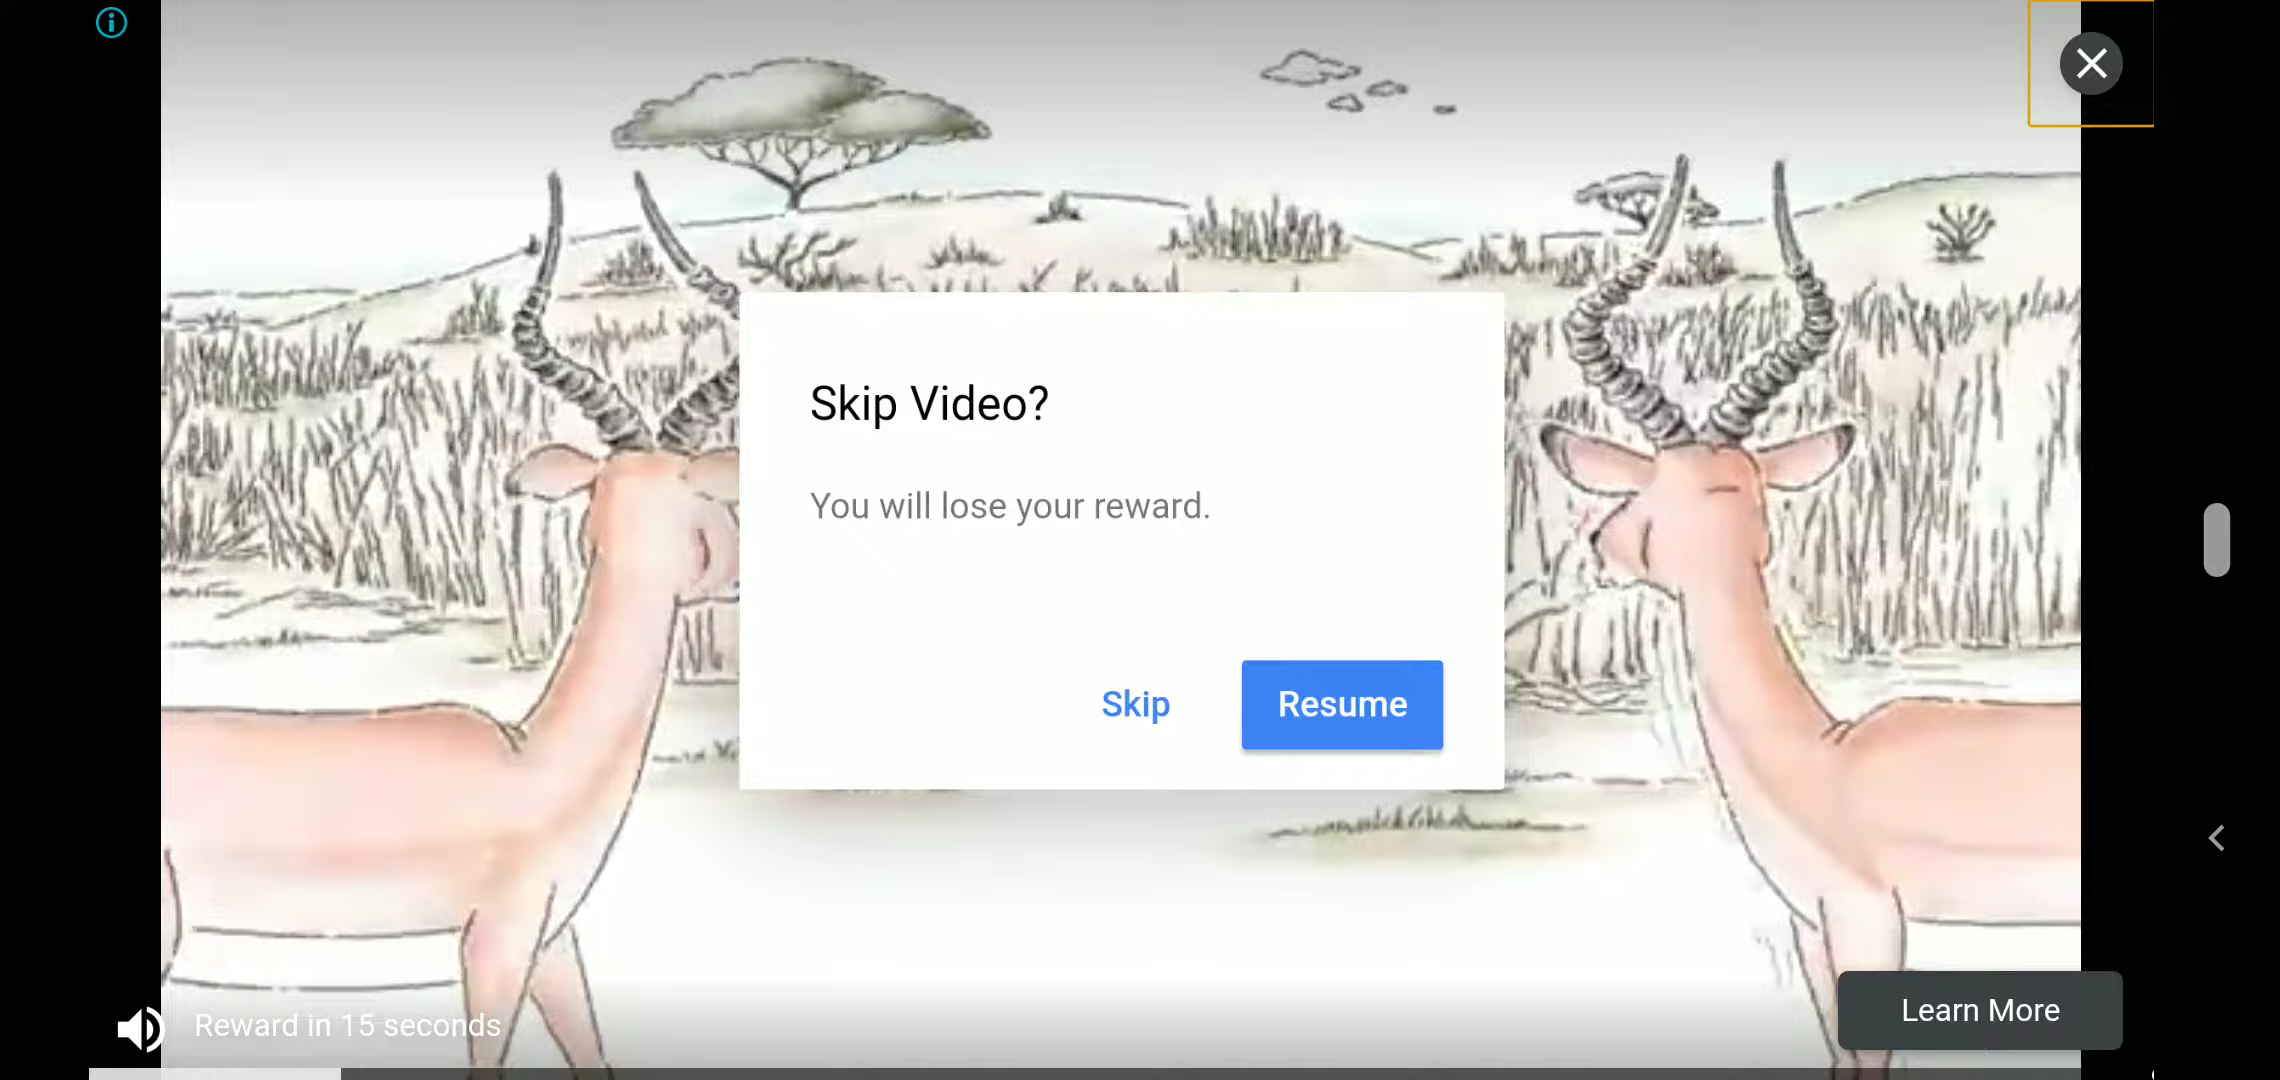 Skip Video?
You will lose your reward.
Skip
Resume
Reward in 15 seconds
Learn More